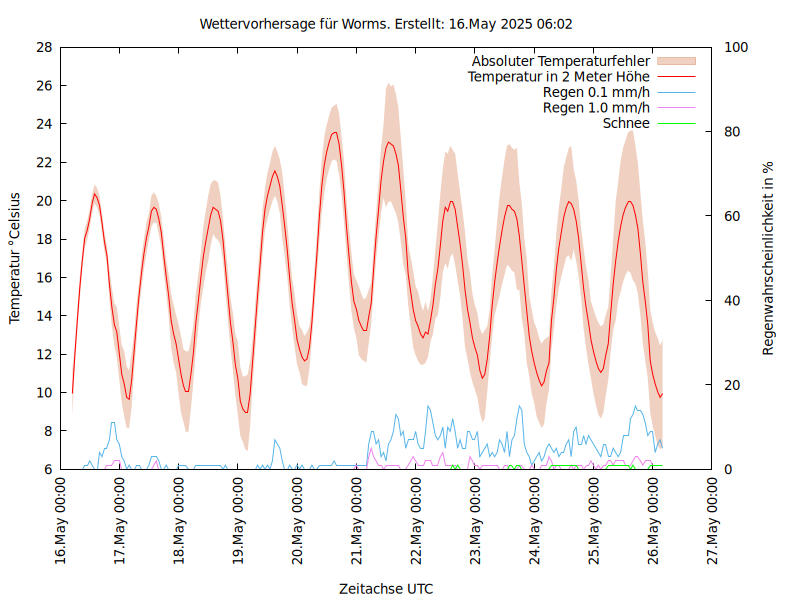 Wettervorhersage für Worms. Erstellt: 16.May 2025 06:02
Absoluter Temperaturfehler
Temperatur in 2 Meter Höhe
Regen 0.1 mm/h
Regen 1.0 mm/h
Schnee
Temperatur °Celsius
28
26
24
22
20
18
16
14
12
10
8
6
100
80
60
40
20
0
Regenwahrscheinlichkeit in %
16.May 00:00
17.May 00:00
18.May 00:00
19.May 00:00
20.May 00:00
21.May 00:00
22.May 00:00
23.May 00:00
24.May 00:00
25.May 00:00
26.May 00:00
27.May 00:00
Zeitachse UTC